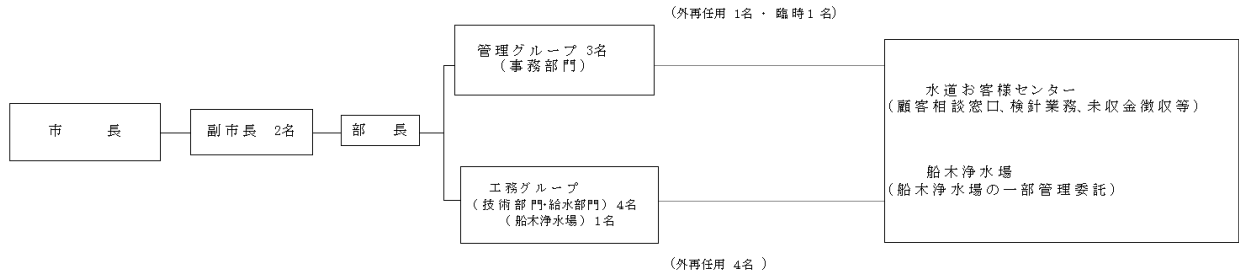 (外再任用 1名 ・ 臨時1名)
管理グループ 3名
(事務部門)
市 長
副市長 2名
部 長
水道お客様センター
(顧客相談窓口、検針業務、未収金徴収等)
工務グループ
(技術部門・給水部門) 4名
(船木浄水場) 1名
船木浄水場
(船木浄水場の一部管理委託)
(外再任用 4名 )